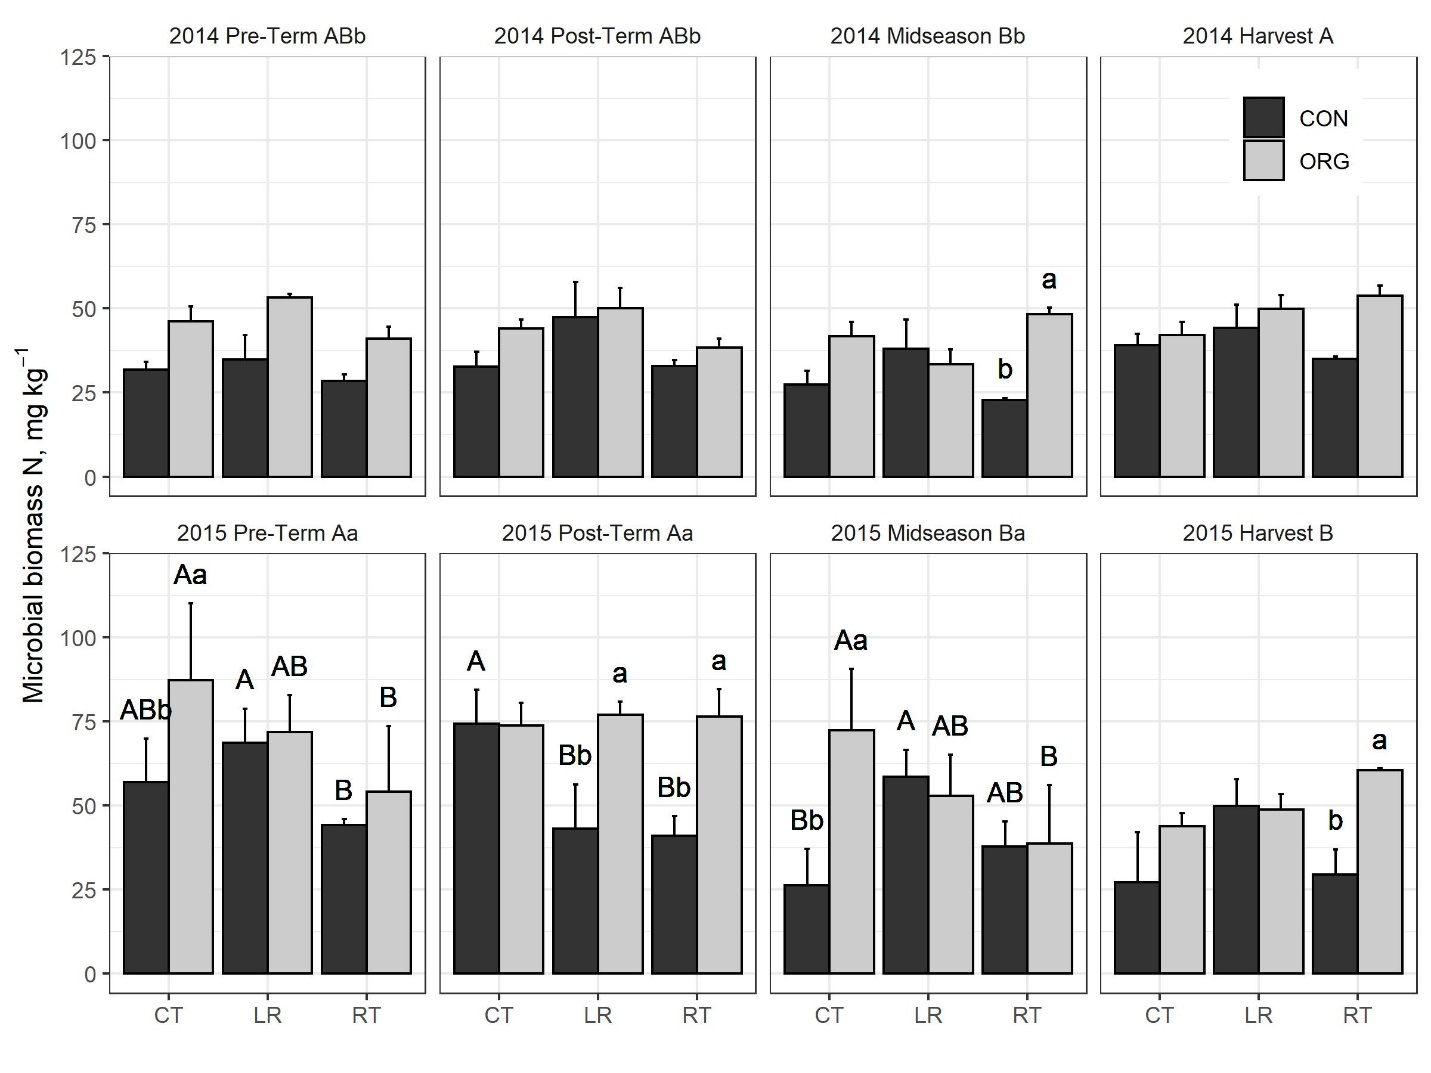 2014 Pre-Term ABb
2014 Post-Term ABb
2014 Midseason Bb
2014 Harvest A
125
100
75
50
25
0
a
b
CON
ORG
Microbial biomass N, mg kg⁻¹
2015 Pre-Term Aa
2015 Post-Term Aa
2015 Midseason Ba
2015 Harvest B
125
100
75
50
25
0
ABb
Aa
A
AB
B
B
A
Bb
a
Bb
a
Bb
Aa
A
AB
AB
B
b
a
CT
LR
RT
CT
LR
RT
CT
LR
RT
CT
LR
RT